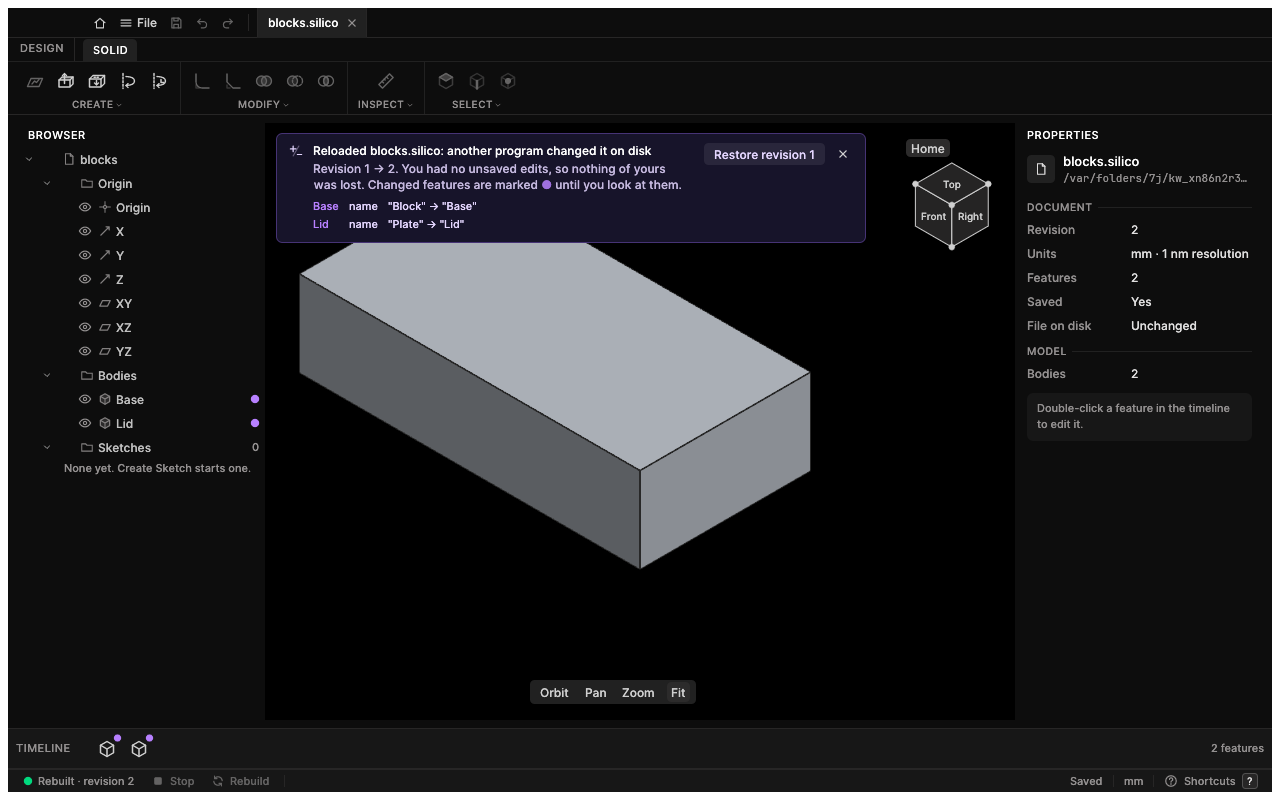 File
blocks.silico
DESIGN
SOLID
CREATE
MODIFY
INSPECT
SELECT
BROWSER
blocks
Origin
Origin
X
Y
Z
XY
XZ
YZ
Bodies
Base
Lid
Sketches 0
None yet. Create Sketch starts one.
Reloaded blocks.silico: another program changed it on disk
Revision 1 → 2. You had no unsaved edits, so nothing of yours
was lost. Changed features are marked until you look at them.
Base name "Block" → "Base"
Lid name "Plate" → "Lid"
Restore revision 1
Home
Top
Front
Right
Orbit Pan Zoom Fit
PROPERTIES
blocks.silico
/var/folders/7j/kw_xn86n2r3…
DOCUMENT
Revision 2
Units mm · 1 nm resolution
Features 2
Saved Yes
File on disk Unchanged
MODEL
Bodies 2
Double-click a feature in the timeline
to edit it.
TIMELINE
2 features
Rebuilt · revision 2
Stop
Rebuild
Saved
mm
Shortcuts ?